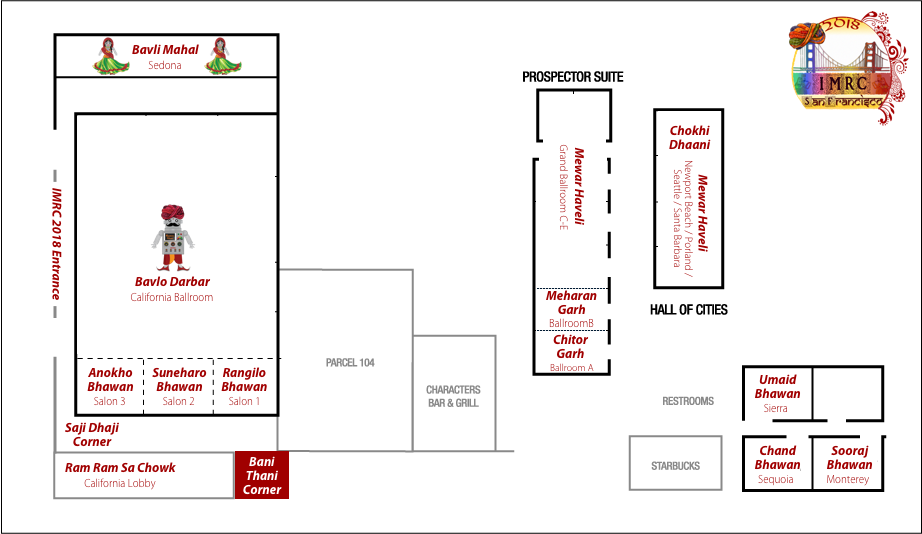 Bavli Mahal
Sedona
2018
IMRC
San Francisco
PROSPECTOR SUITE
Mewar Haveli
Grand Ballroom C-E
Chokhi
Dhaani
Mewar Haveli
Newport Beach / Porland /
Seattle / Santa Barbara
HALL OF CITIES
IMRC 2018 Entrance
Bavlo Darbar
California Ballroom
Anokho
Bhawan
Salon 3
Suneharo
Bhawan
Salon 2
Rangilo
Bhawan
Salon 1
PARCEL 104
CHARACTERS
BAR & GRILL
Meharan
Garh
BallroomB
Chitor
Garh
Ballroom A
Saji Dhaji
Corner
Ram Ram Sa Chowk
California Lobby
Bani
Thani
Corner
RESTROOMS
STARBUCKS
Umaid
Bhawan
Sierra
Chand
Bhawan
Sequoia
Sooraj
Bhawan
Monterey